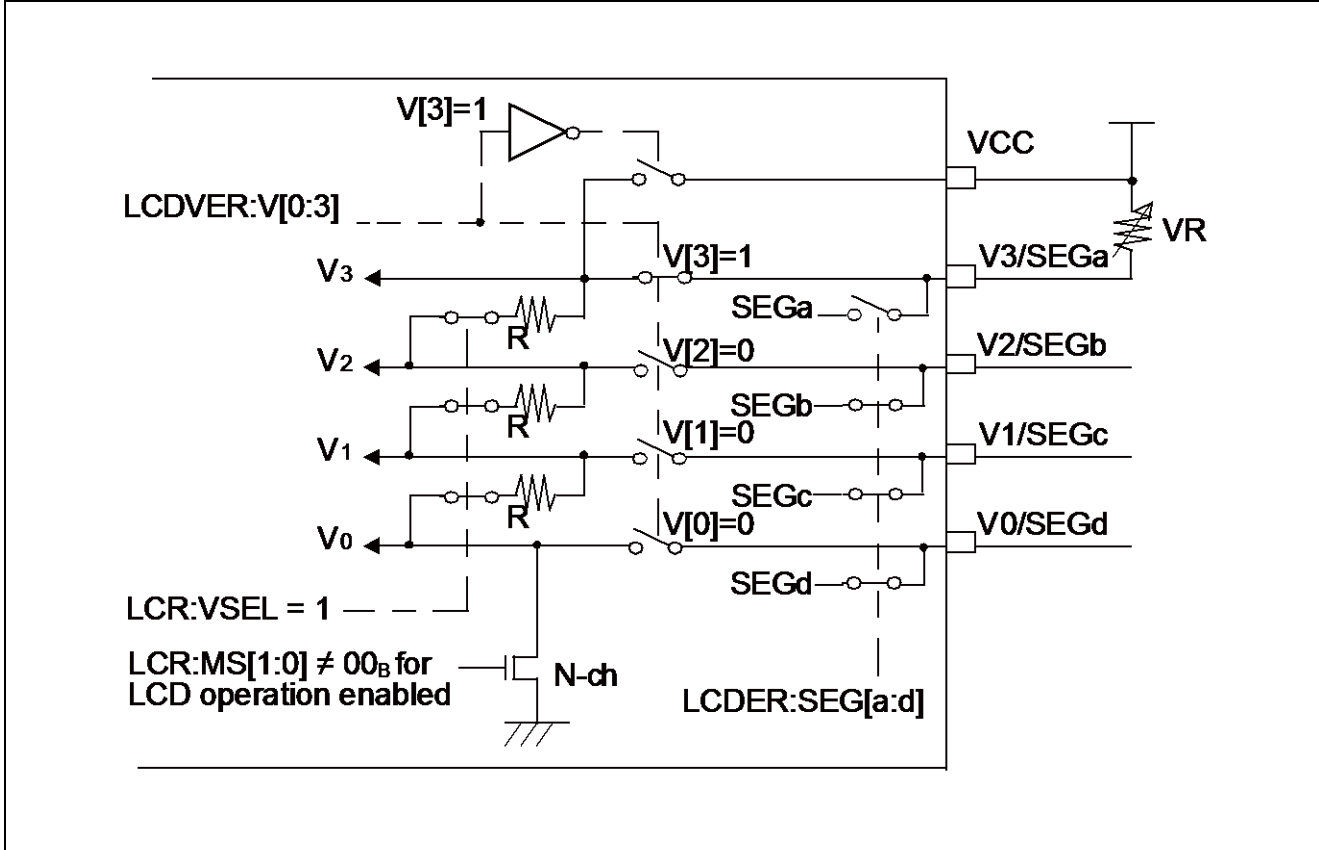 V[3]=1
VCC
LCDVER:V[0:3]
VR
V3
V[3]=1
V3/SEGa
SEGa
R
V2
V[2]=0
V2/SEGb
SEGb
R
V1
V[1]=0
V1/SEGc
SEGc
R
V0
V[0]=0
V0/SEGd
SEGd
LCR:VSEL = 1
LCR:MS[1:0] ≠ 00B for
LCD operation enabled
N-ch
LCDER:SEG[a:d]